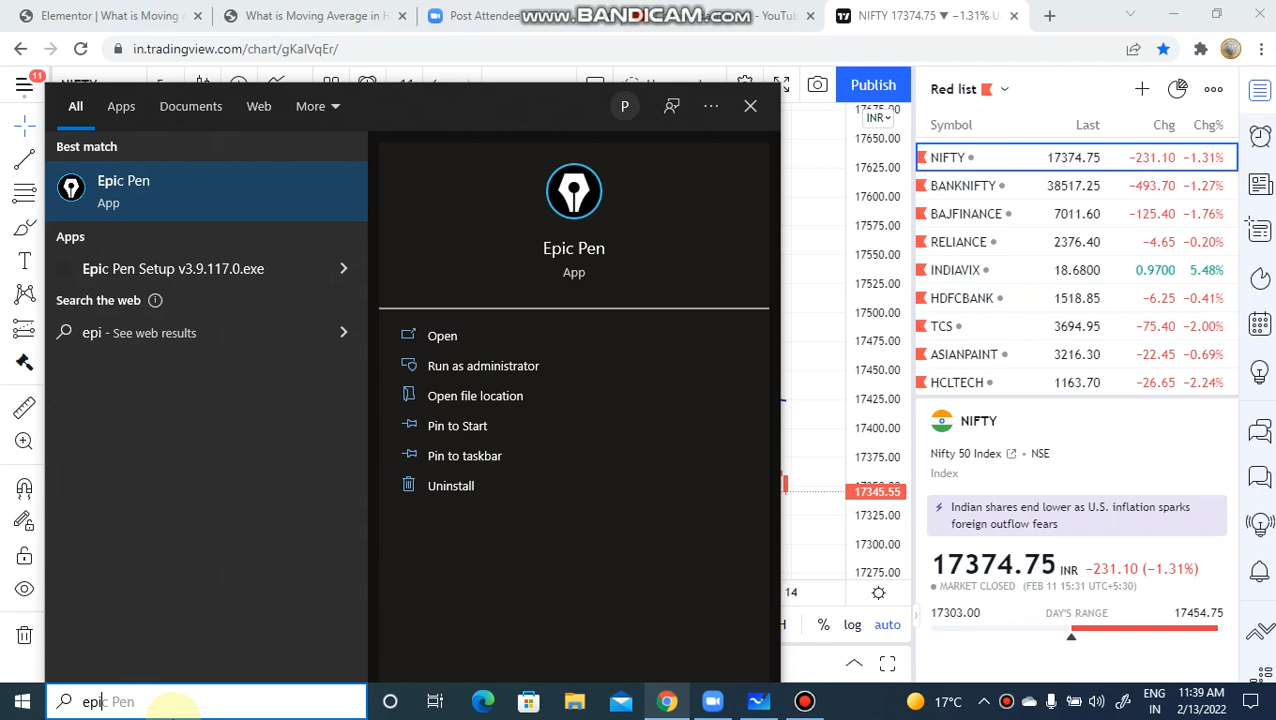 Elementor | What is Moving A
What is Moving Average in H
Post Attendee
- YouTube
NIFTY 17374.75 ▼ −1.31% U
www.BANDICAM.com
in.tradingview.com/chart/gKaIVqEr/
11
Publish
All
Apps
Documents
Web
More
P
Best match
Epic Pen
App
Apps
Epic Pen Setup v3.9.117.0.exe
Search the web
epi - See web results
Epic Pen
App
Open
Run as administrator
Open file location
Pin to Start
Pin to taskbar
Uninstall
INR
17650.00
17625.00
17600.00
17575.00
17550.00
17525.00
17500.00
17475.00
17450.00
17425.00
17400.00
17375.00
17345.55
17325.00
17300.00
17275.00
14
% log auto
Red list
Symbol Last Chg Chg%
NIFTY 17374.75 −231.10 −1.31%
BANKNIFTY 38517.25 −493.70 −1.27%
BAJFINANCE 7011.60 −125.40 −1.76%
RELIANCE 2376.40 −4.65 −0.20%
INDIAVIX 18.6800 0.9700 5.48%
HDFCBANK 1518.85 −6.25 −0.41%
TCS 3694.95 −75.40 −2.00%
ASIANPAINT 3216.30 −22.45 −0.69%
HCLTECH 1163.70 −26.65 −2.24%
NIFTY
Nifty 50 Index • NSE
Index
Indian shares end lower as U.S. inflation sparks
foreign outflow fears
17374.75 INR −231.10 (−1.31%)
MARKET CLOSED (FEB 11 15:31 UTC+5:30)
17303.00 DAY'S RANGE 17454.75
epic Pen
17°C
ENG
IN
11:39 AM
2/13/2022